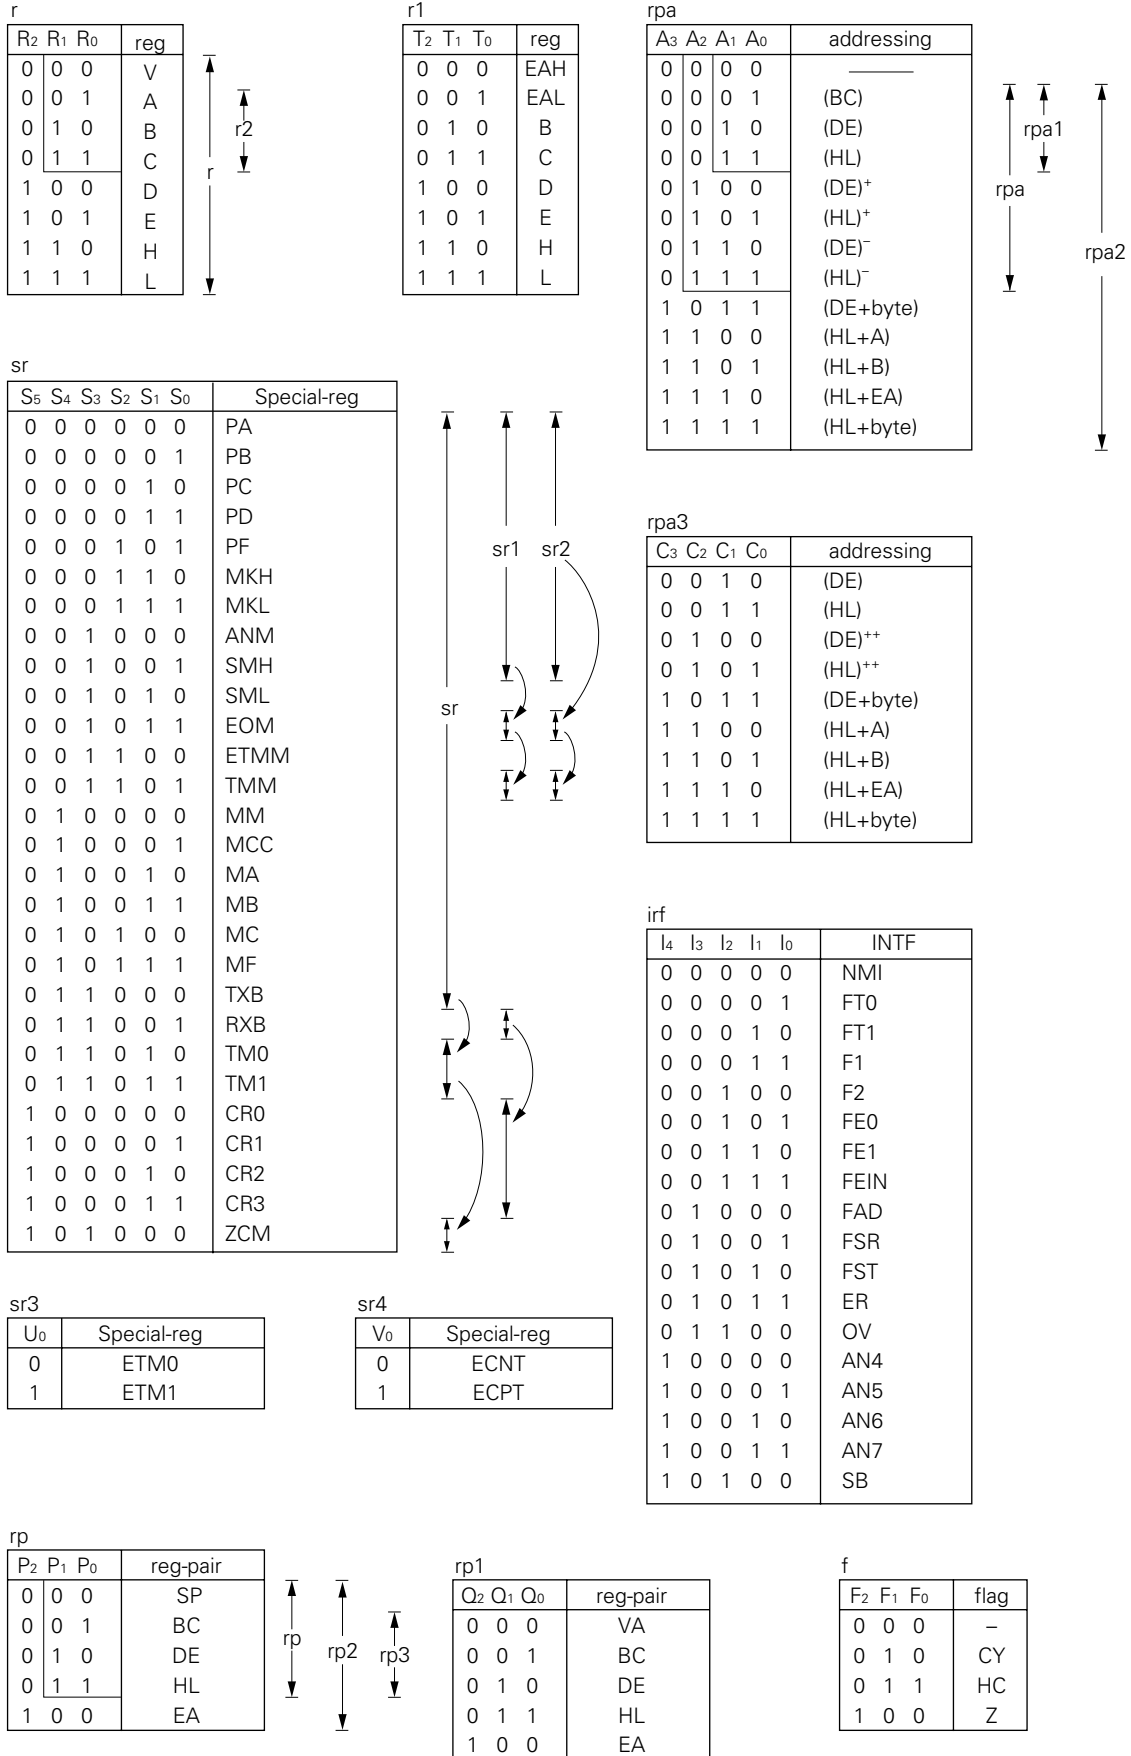 r
R2 R1 R0 reg
0 0 0 V
0 0 1 A
0 1 0 B
0 1 1 C
1 0 0 D
1 0 1 E
1 1 0 H
1 1 1 L
r2
r
r1
T2 T1 T0 reg
0 0 0 EAH
0 0 1 EAL
0 1 0 B
0 1 1 C
1 0 0 D
1 0 1 E
1 1 0 H
1 1 1 L
rpa
A3 A2 A1 A0 addressing
0 0 0 0 ———
0 0 0 1 (BC)
0 0 1 0 (DE)
0 0 1 1 (HL)
0 1 0 0 (DE)+
0 1 0 1 (HL)+
0 1 1 0 (DE)–
0 1 1 1 (HL)–
1 0 1 1 (DE+byte)
1 1 0 0 (HL+A)
1 1 0 1 (HL+B)
1 1 1 0 (HL+EA)
1 1 1 1 (HL+byte)
rpa1
rpa
rpa2
sr
S5 S4 S3 S2 S1 S0 Special-reg
0 0 0 0 0 0 PA
0 0 0 0 0 1 PB
0 0 0 0 1 0 PC
0 0 0 0 1 1 PD
0 0 0 1 0 1 PF
0 0 0 1 1 0 MKH
0 0 0 1 1 1 MKL
0 0 1 0 0 0 ANM
0 0 1 0 0 1 SMH
0 0 1 0 1 0 SML
0 0 1 0 1 1 EOM
0 0 1 1 0 0 ETMM
0 0 1 1 0 1 TMM
0 1 0 0 0 0 MM
0 1 0 0 0 1 MCC
0 1 0 0 1 0 MA
0 1 0 0 1 1 MB
0 1 0 1 0 0 MC
0 1 0 1 1 1 MF
0 1 1 0 0 0 TXB
0 1 1 0 0 1 RXB
0 1 1 0 1 0 TM0
0 1 1 0 1 1 TM1
1 0 0 0 0 0 CR0
1 0 0 0 0 1 CR1
1 0 0 0 1 0 CR2
1 0 0 0 1 1 CR3
1 0 1 0 0 0 ZCM
sr1 sr2
sr
rpa3
C3 C2 C1 C0 addressing
0 0 1 0 (DE)
0 0 1 1 (HL)
0 1 0 0 (DE)++
0 1 0 1 (HL)++
1 0 1 1 (DE+byte)
1 1 0 0 (HL+A)
1 1 0 1 (HL+B)
1 1 1 0 (HL+EA)
1 1 1 1 (HL+byte)
irf
I4 I3 I2 I1 I0 INTF
0 0 0 0 0 NMI
0 0 0 0 1 FT0
0 0 0 1 0 FT1
0 0 0 1 1 F1
0 0 1 0 0 F2
0 0 1 0 1 FE0
0 0 1 1 0 FE1
0 0 1 1 1 FEIN
0 1 0 0 0 FAD
0 1 0 0 1 FSR
0 1 0 1 0 FST
0 1 0 1 1 ER
0 1 1 0 0 OV
1 0 0 0 0 AN4
1 0 0 0 1 AN5
1 0 0 1 0 AN6
1 0 0 1 1 AN7
1 0 1 0 0 SB
sr3
U0 Special-reg
0 ETM0
1 ETM1
sr4
V0 Special-reg
0 ECNT
1 ECPT
rp
P2 P1 P0 reg-pair
0 0 0 SP
0 0 1 BC
0 1 0 DE
0 1 1 HL
1 0 0 EA
rp rp2 rp3
rp1
Q2 Q1 Q0 reg-pair
0 0 0 VA
0 0 1 BC
0 1 0 DE
0 1 1 HL
1 0 0 EA
f
F2 F1 F0 flag
0 0 0 –
0 1 0 CY
0 1 1 HC
1 0 0 Z